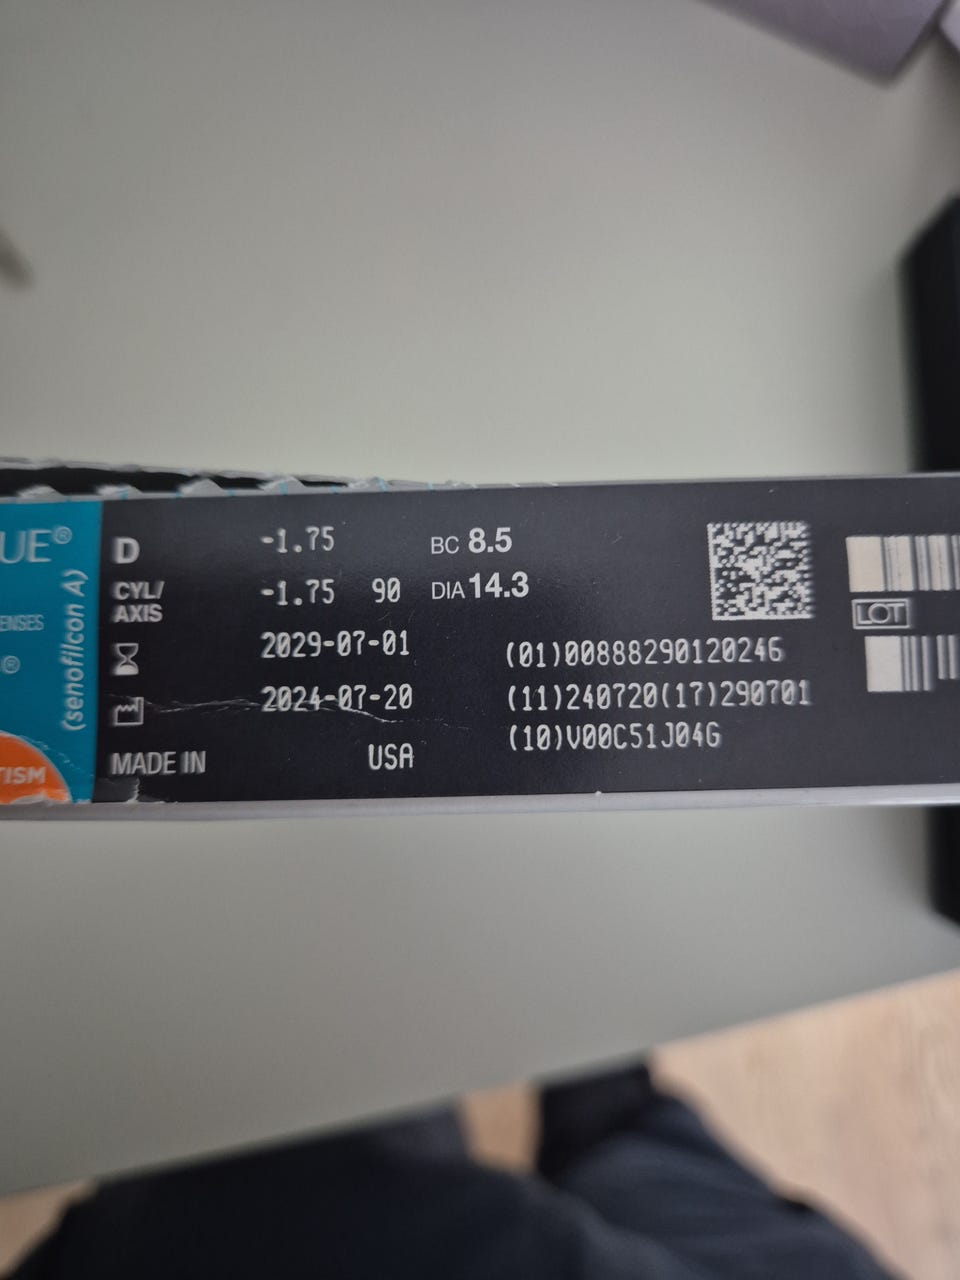 UE®
ENSES
®
(senofilcon A)
TISM
D -1.75
CYL/
AXIS -1.75 90
2029-07-01
2024-07-20
MADE IN USA
BC 8.5
DIA 14.3
(01)00888290120246
(11)240720(17)290701
(10)V00C51J04G
LOT